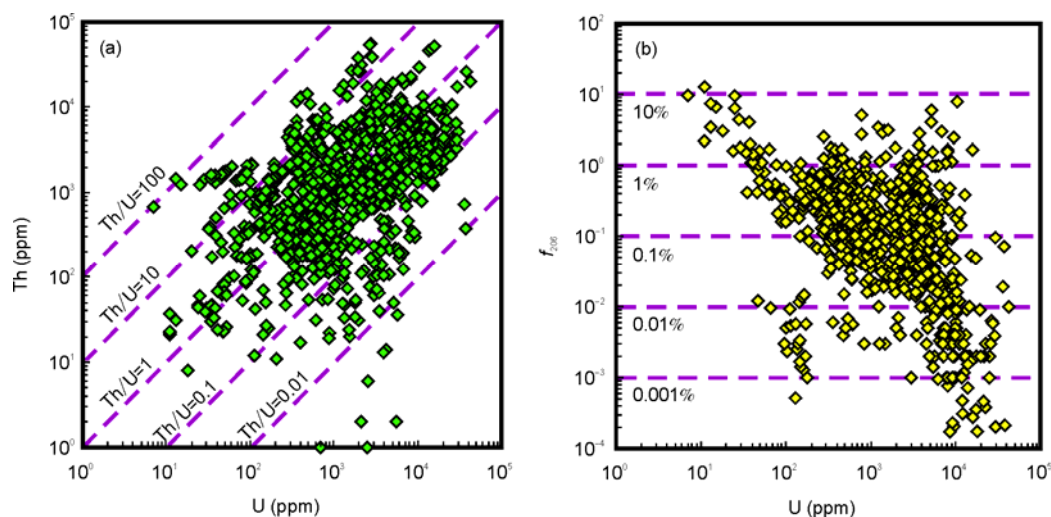 (a)
Th (ppm)
10⁵
10⁴
10³
10²
10¹
10⁰
Th/U=100
Th/U=10
Th/U=1
Th/U=0.1
Th/U=0.01
10⁰ 10¹ 10² 10³ 10⁴ 10⁵
U (ppm)
(b)
f₂₀₆
10²
10¹
10⁰
10⁻¹
10⁻²
10⁻³
10⁻⁴
10%
1%
0.1%
0.01%
0.001%
10⁰ 10¹ 10² 10³ 10⁴ 10⁵
U (ppm)